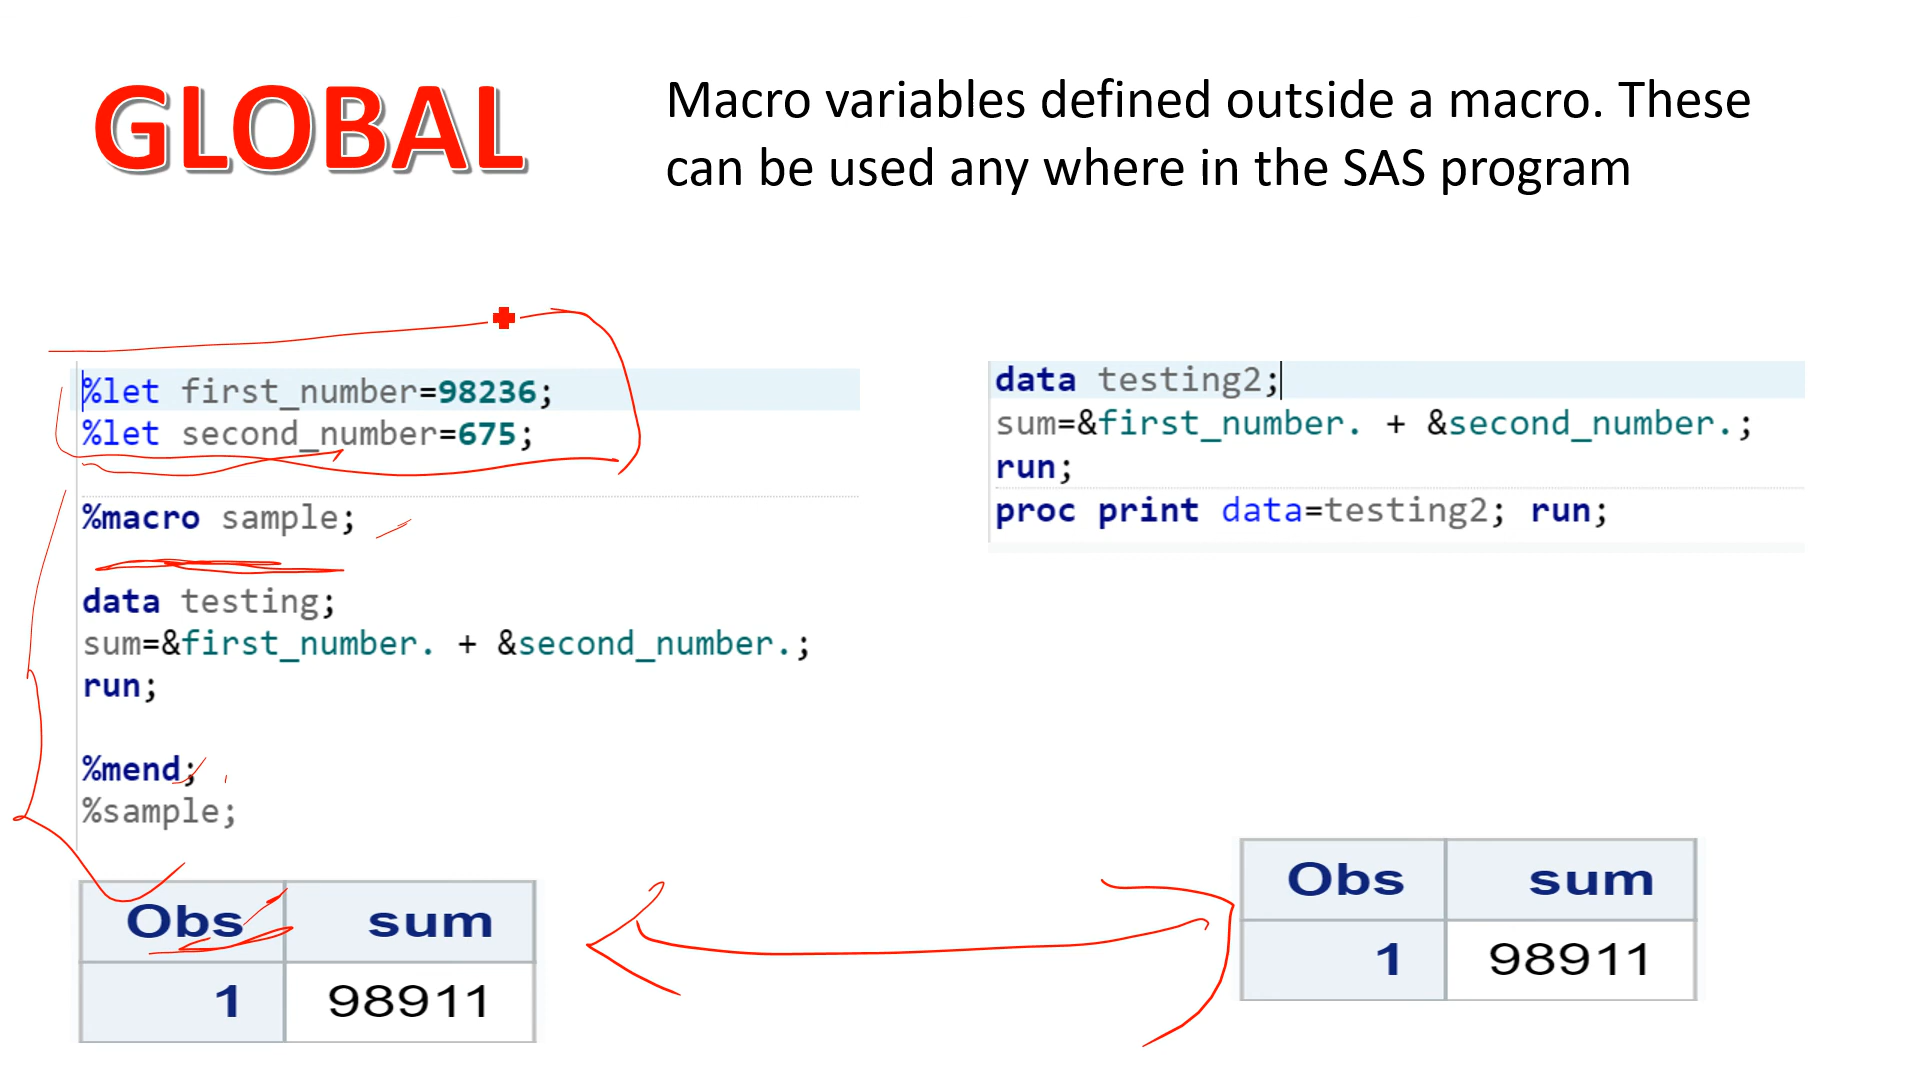 GLOBAL
Macro variables defined outside a macro. These
can be used any where in the SAS program
%let first_number=98236;
%let second_number=675;
%macro sample;
data testing;
sum=&first_number. + &second_number.;
run;
%mend;
%sample;
Obs sum
1 98911
data testing2;
sum=&first_number. + &second_number.;
run;
proc print data=testing2; run;
Obs sum
1 98911